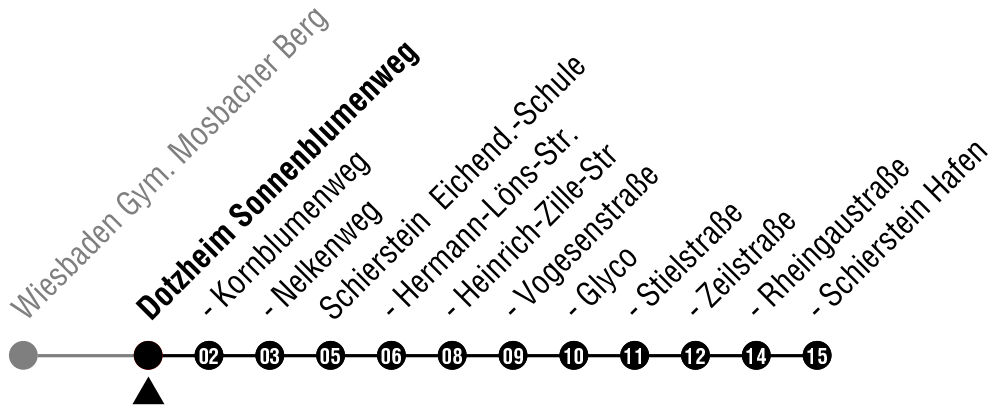 Wiesbaden Gym. Mosbacher Berg
Dotzheim Sonnenblumenweg
- Kornblumenweg
- Nelkenweg
Schierstein Eichend.-Schule
- Hermann-Löns-Str.
- Heinrich-Zille-Str
- Vogesenstraße
- Glyco
- Stielstraße
- Zeilstraße
- Rheingaustraße
- Schierstein Hafen
02 03 05 06 08 09 10 11 12 14 15